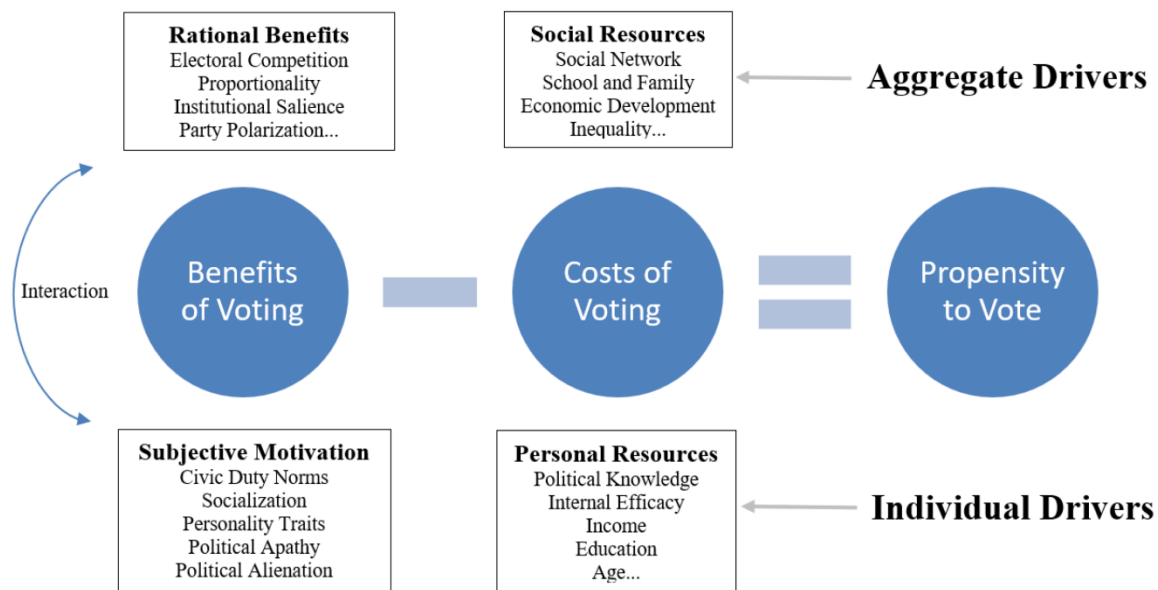 Rational Benefits
Electoral Competition
Proportionality
Institutional Salience
Party Polarization...
Social Resources
Social Network
School and Family
Economic Development
Inequality...
Aggregate Drivers
Interaction
Benefits
of Voting
Costs of
Voting
Propensity
to Vote
Subjective Motivation
Civic Duty Norms
Socialization
Personality Traits
Political Apathy
Political Alienation
Personal Resources
Political Knowledge
Internal Efficacy
Income
Education
Age...
Individual Drivers